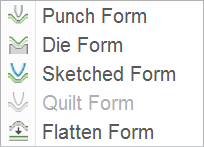 Punch Form
Die Form
Sketched Form
Quilt Form
Flatten Form